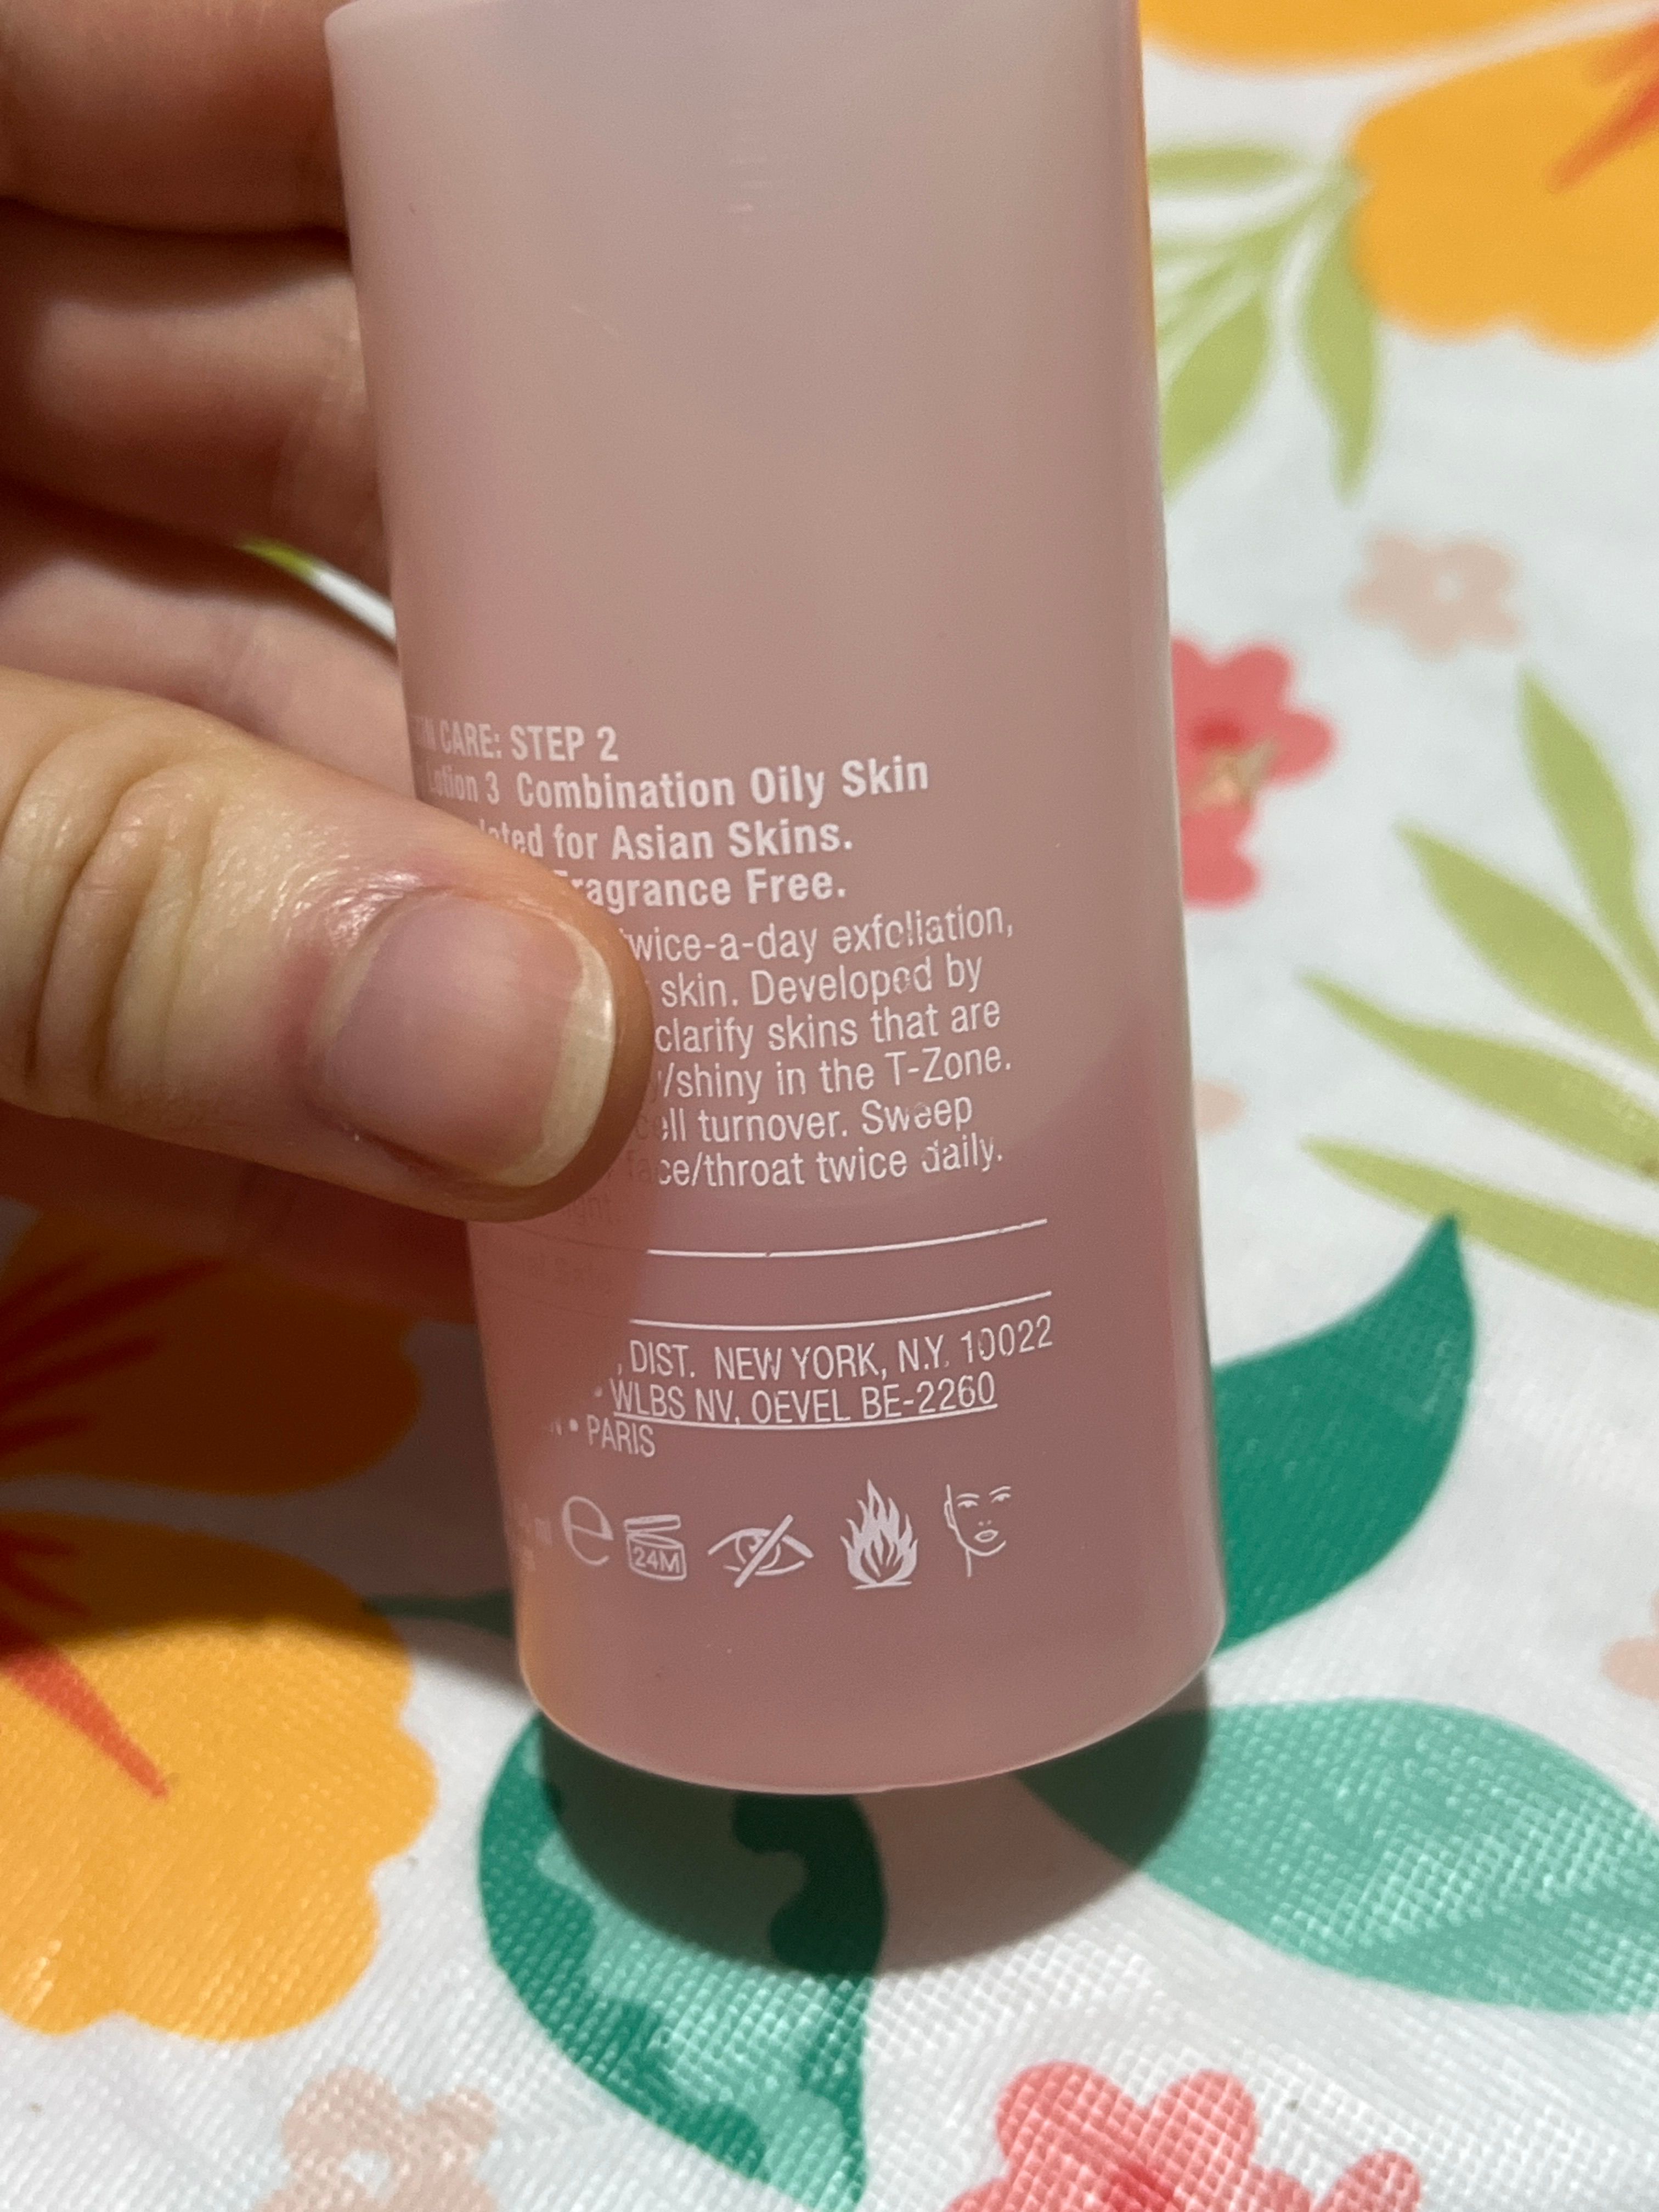 CARE: STEP 2
Lotion 3 Combination Oily Skin
for Asian Skins.
Fragrance Free.
twice-a-day exfoliation,
skin. Developed by
clarify skins that are
/shiny in the T-Zone.
cell turnover. Sweep
face/throat twice daily.
, DIST. NEW YORK, N.Y. 10022
• WLBS NV, OEVEL BE-2260
• PARIS
e 24M